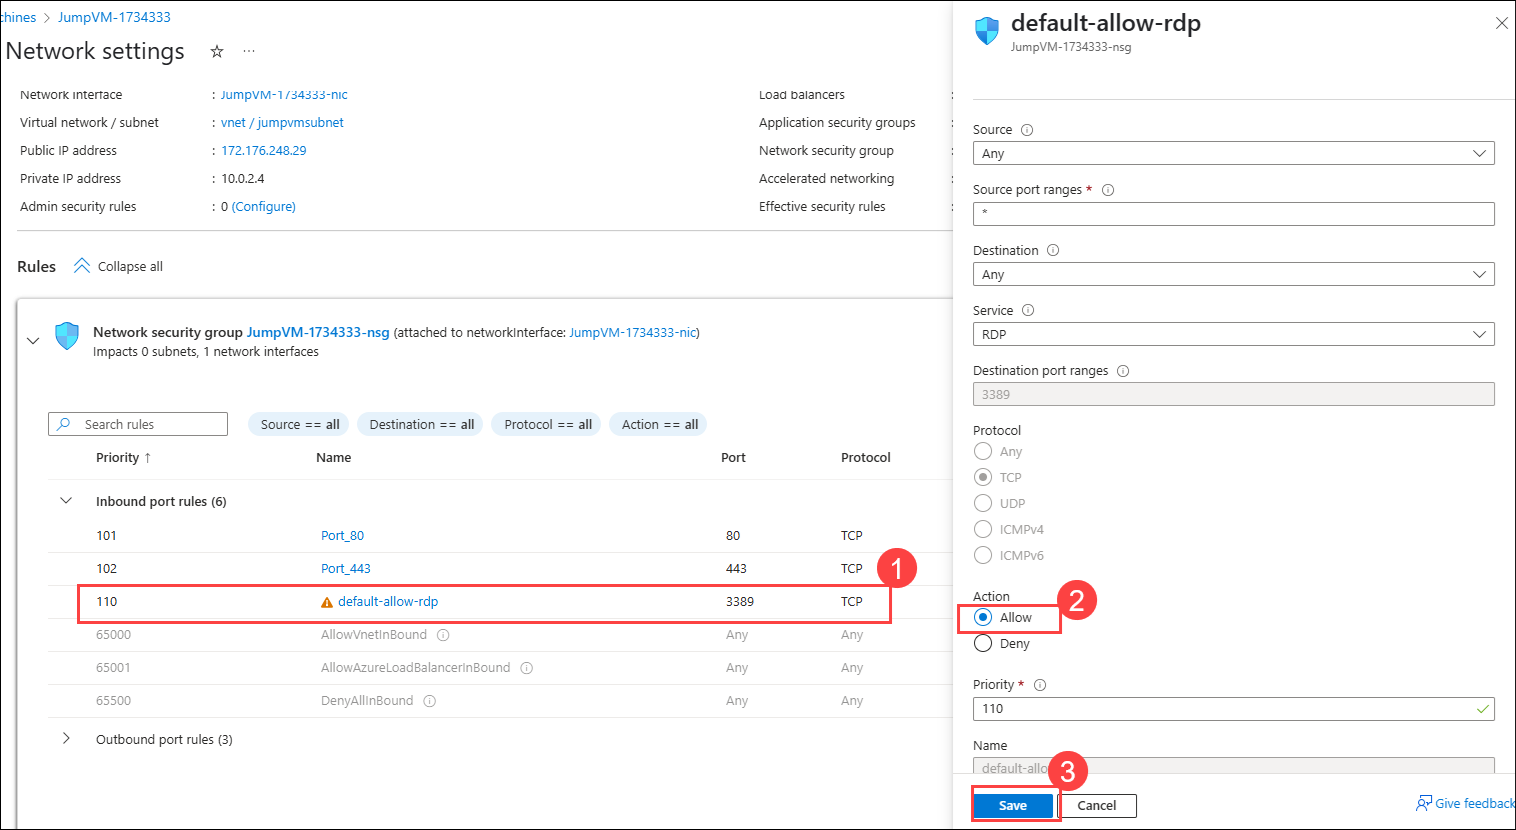 chines > JumpVM-1734333
Network settings ☆ ...
Network interface : JumpVM-1734333-nic
Virtual network / subnet : vnet / jumpvmsubnet
Public IP address : 172.176.248.29
Private IP address : 10.0.2.4
Admin security rules : 0 (Configure)
Load balancers :
Application security groups :
Network security group :
Accelerated networking :
Effective security rules :
Rules Collapse all
Network security group JumpVM-1734333-nsg (attached to networkInterface: JumpVM-1734333-nic)
Impacts 0 subnets, 1 network interfaces
Search rules Source == all Destination == all Protocol == all Action == all
Priority ↑ Name Port Protocol
Inbound port rules (6)
101 Port_80 80 TCP
102 Port_443 443 TCP
1
110 default-allow-rdp 3389 TCP
65000 AllowVnetInBound Any Any
65001 AllowAzureLoadBalancerInBound Any Any
65500 DenyAllInBound Any Any
Outbound port rules (3)
default-allow-rdp
JumpVM-1734333-nsg
Source
Any
Source port ranges *
*
Destination
Any
Service
RDP
Destination port ranges
3389
Protocol
Any
TCP
UDP
ICMPv4
ICMPv6
Action
2
Allow
Deny
Priority *
110
Name
default-allo
3
Save Cancel Give feedback